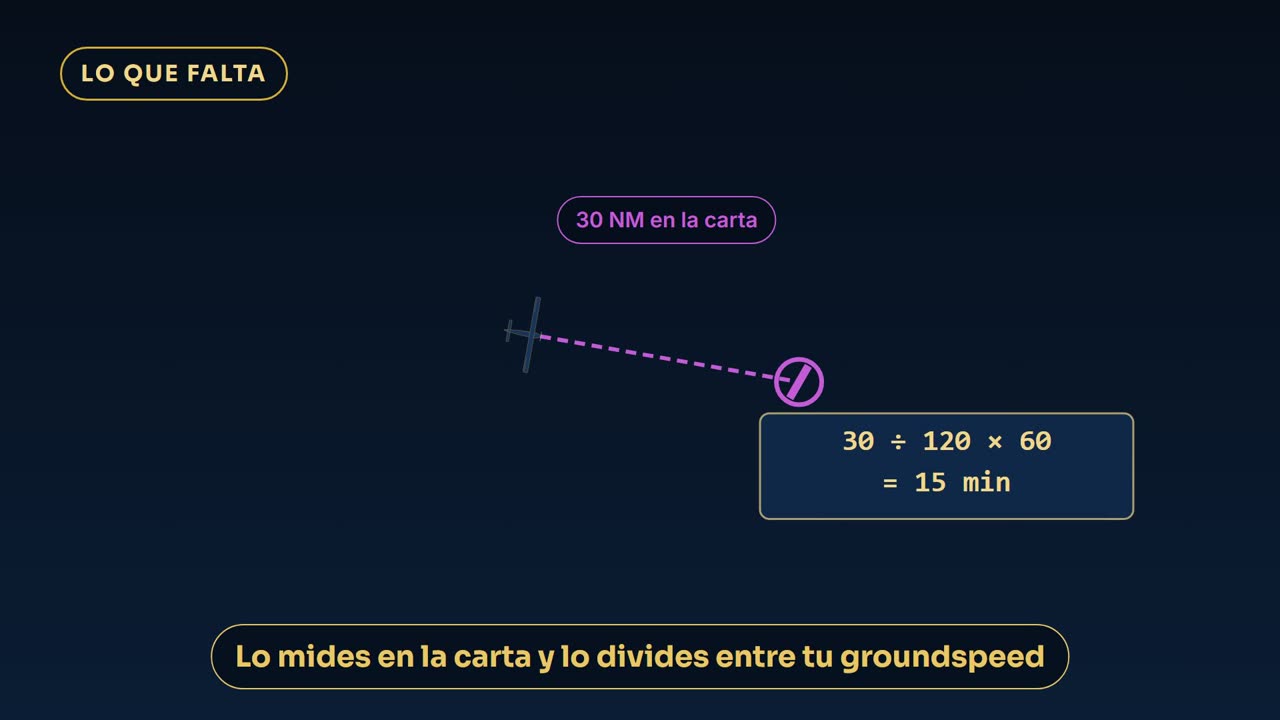 LO QUE FALTA
30 NM en la carta
30 ÷ 120 × 60
= 15 min
Lo mides en la carta y lo divides entre tu groundspeed